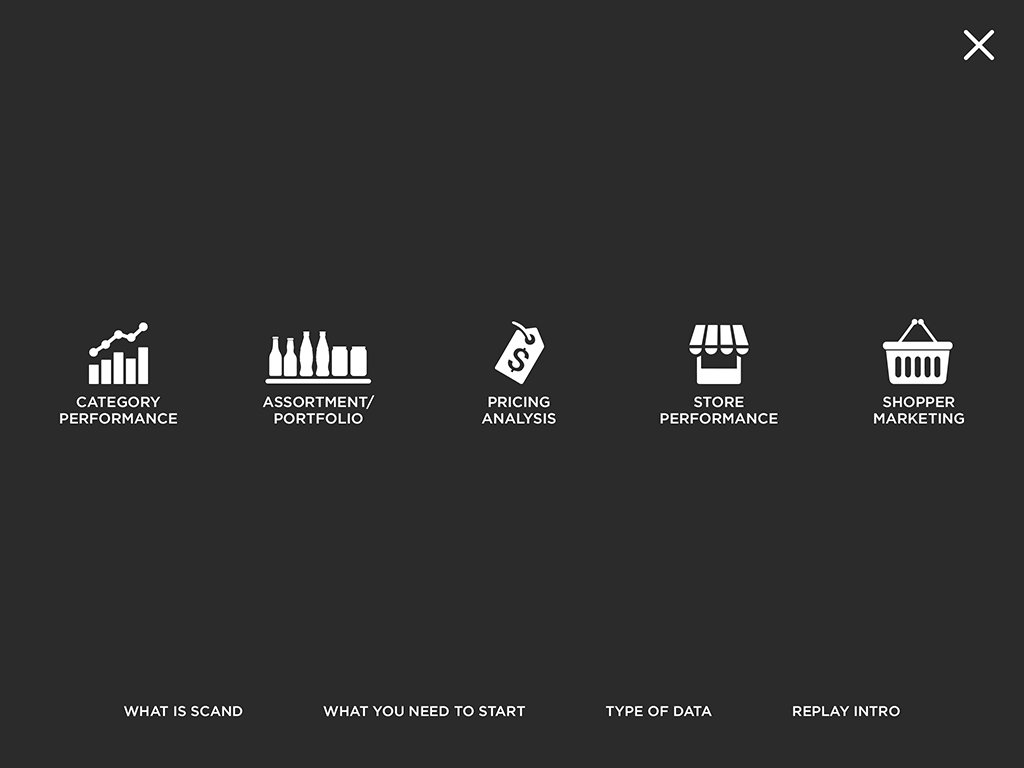 CATEGORY
PERFORMANCE
ASSORTMENT/
PORTFOLIO
$
PRICING
ANALYSIS
STORE
PERFORMANCE
SHOPPER
MARKETING
WHAT IS SCAND
WHAT YOU NEED TO START
TYPE OF DATA
REPLAY INTRO